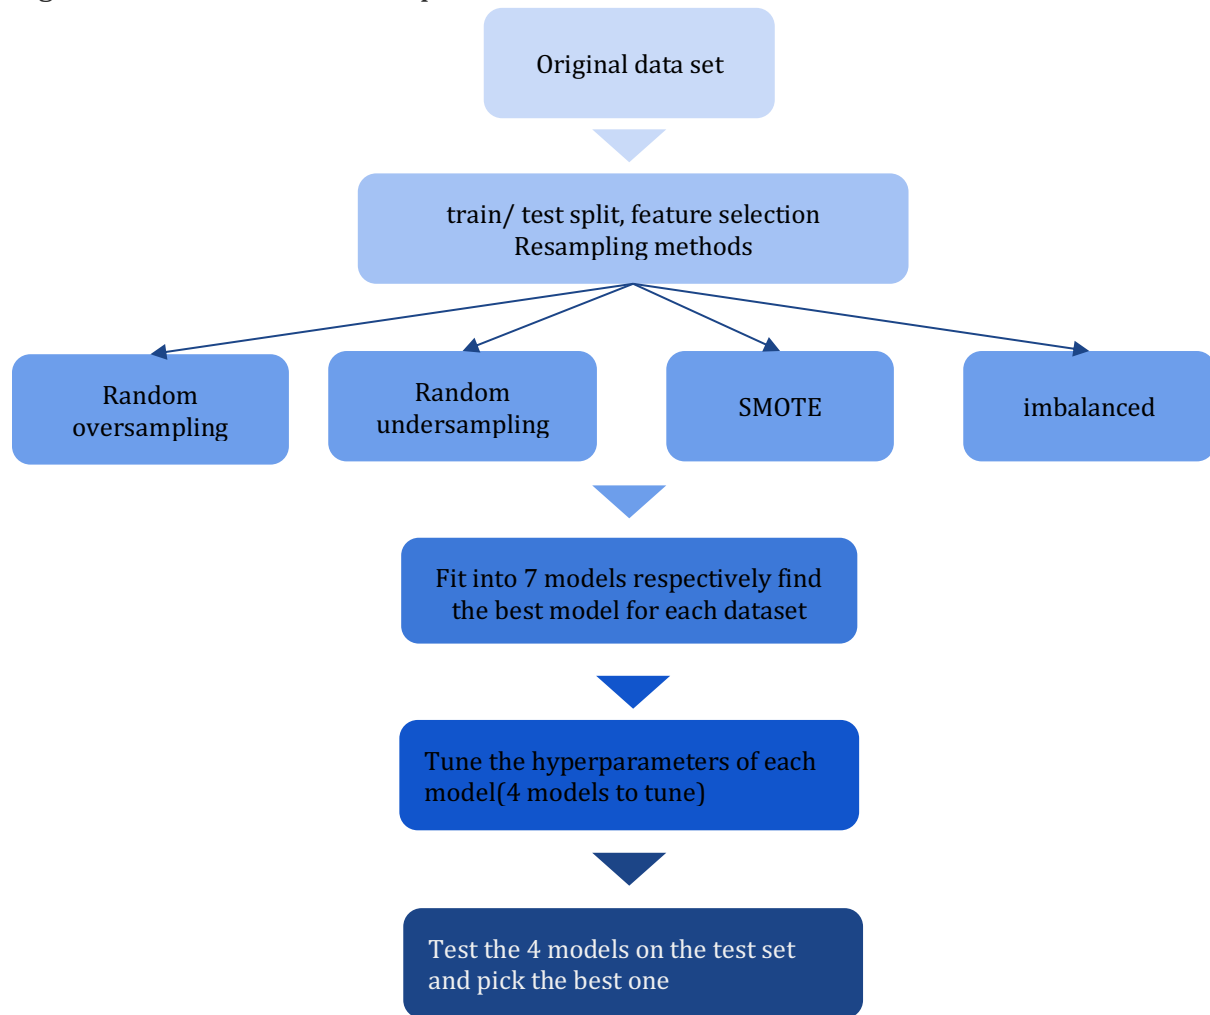 Original data set
train/ test split, feature selection
Resampling methods
Random
oversampling
Random
undersampling
SMOTE
imbalanced
Fit into 7 models respectively find
the best model for each dataset
Tune the hyperparameters of each
model(4 models to tune)
Test the 4 models on the test set
and pick the best one